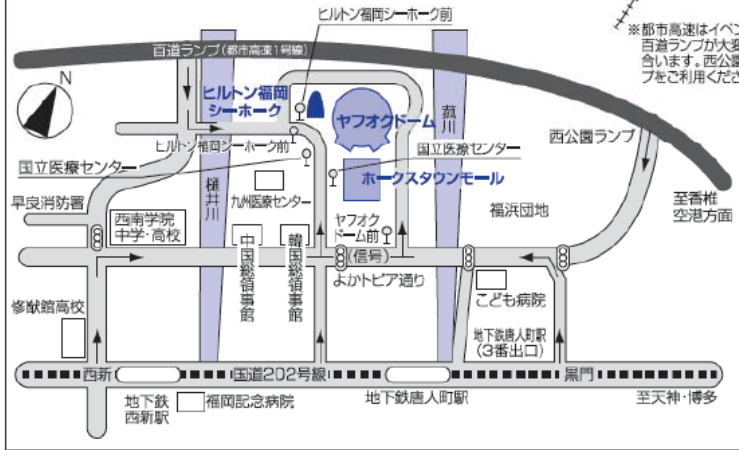 ヒルトン福岡シーホーク前
※都市高速はイベン
百道ランプが大変
合います。西公園
プをご利用くださ
百道ランプ(都市高速1号線)
N
ヒルトン福岡
シーホーク
ヤフオクドーム
菰川
西公園ランプ
ヒルトン福岡シーホーク前
国立医療センター
国立医療センター
樋井川
九州医療センター
ホークスタウンモール
至香椎
空港方面
早良消防署
西南学院
中学・高校
中国総領事館
韓国総領事館
ヤフオク
ドーム前
福浜団地
(信号)
よかトピア通り
こども病院
修猷館高校
地下鉄唐人町駅
(3番出口)
西新
国道202号線
黒門
地下鉄
西新駅
福岡記念病院
地下鉄唐人町駅
至天神・博多